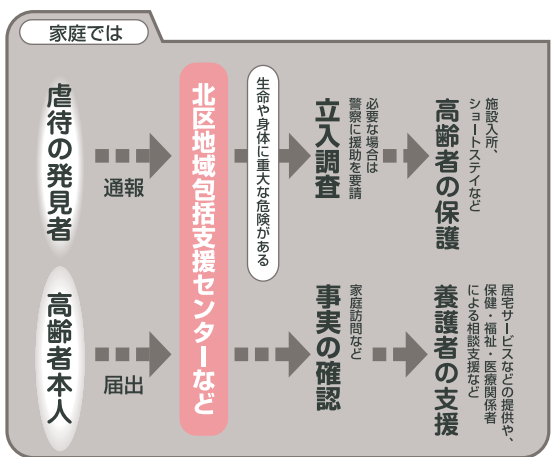 家庭では
虐待の発見者
通報
高齢者本人
届出
北区地域包括支援センターなど
生命や身体に重大な危険がある
立入調査
必要な場合は
警察に援助を要請
高齢者の保護
施設入所、
ショートステイなど
事実の確認
家庭訪問など
養護者の支援
居宅サービスなどの提供や、
保健・福祉・医療関係者
による相談支援など